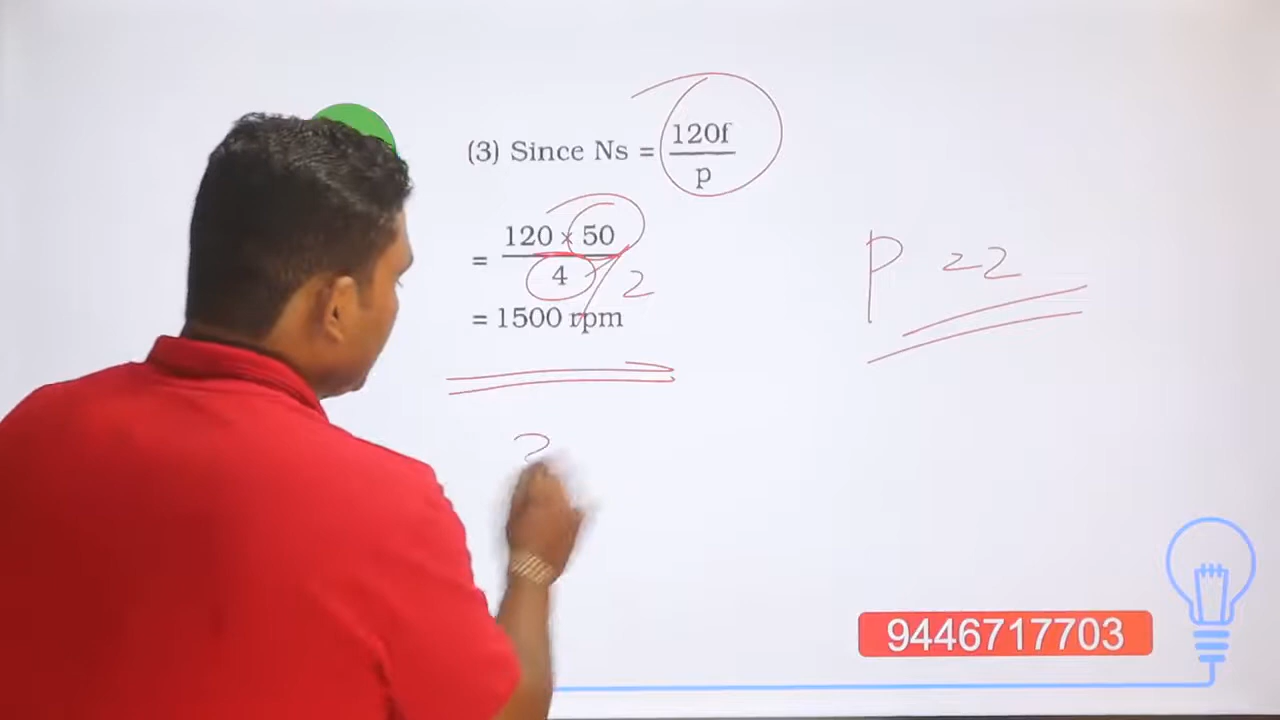 (3) Since Ns = 120f / p
= 120 × 50 / 4
2
= 1500 rpm
P = 2
9446717703